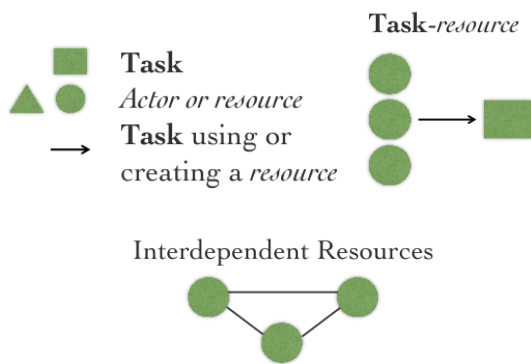 Task-resource
Task
Actor or resource
Task using or
creating a resource
Interdependent Resources